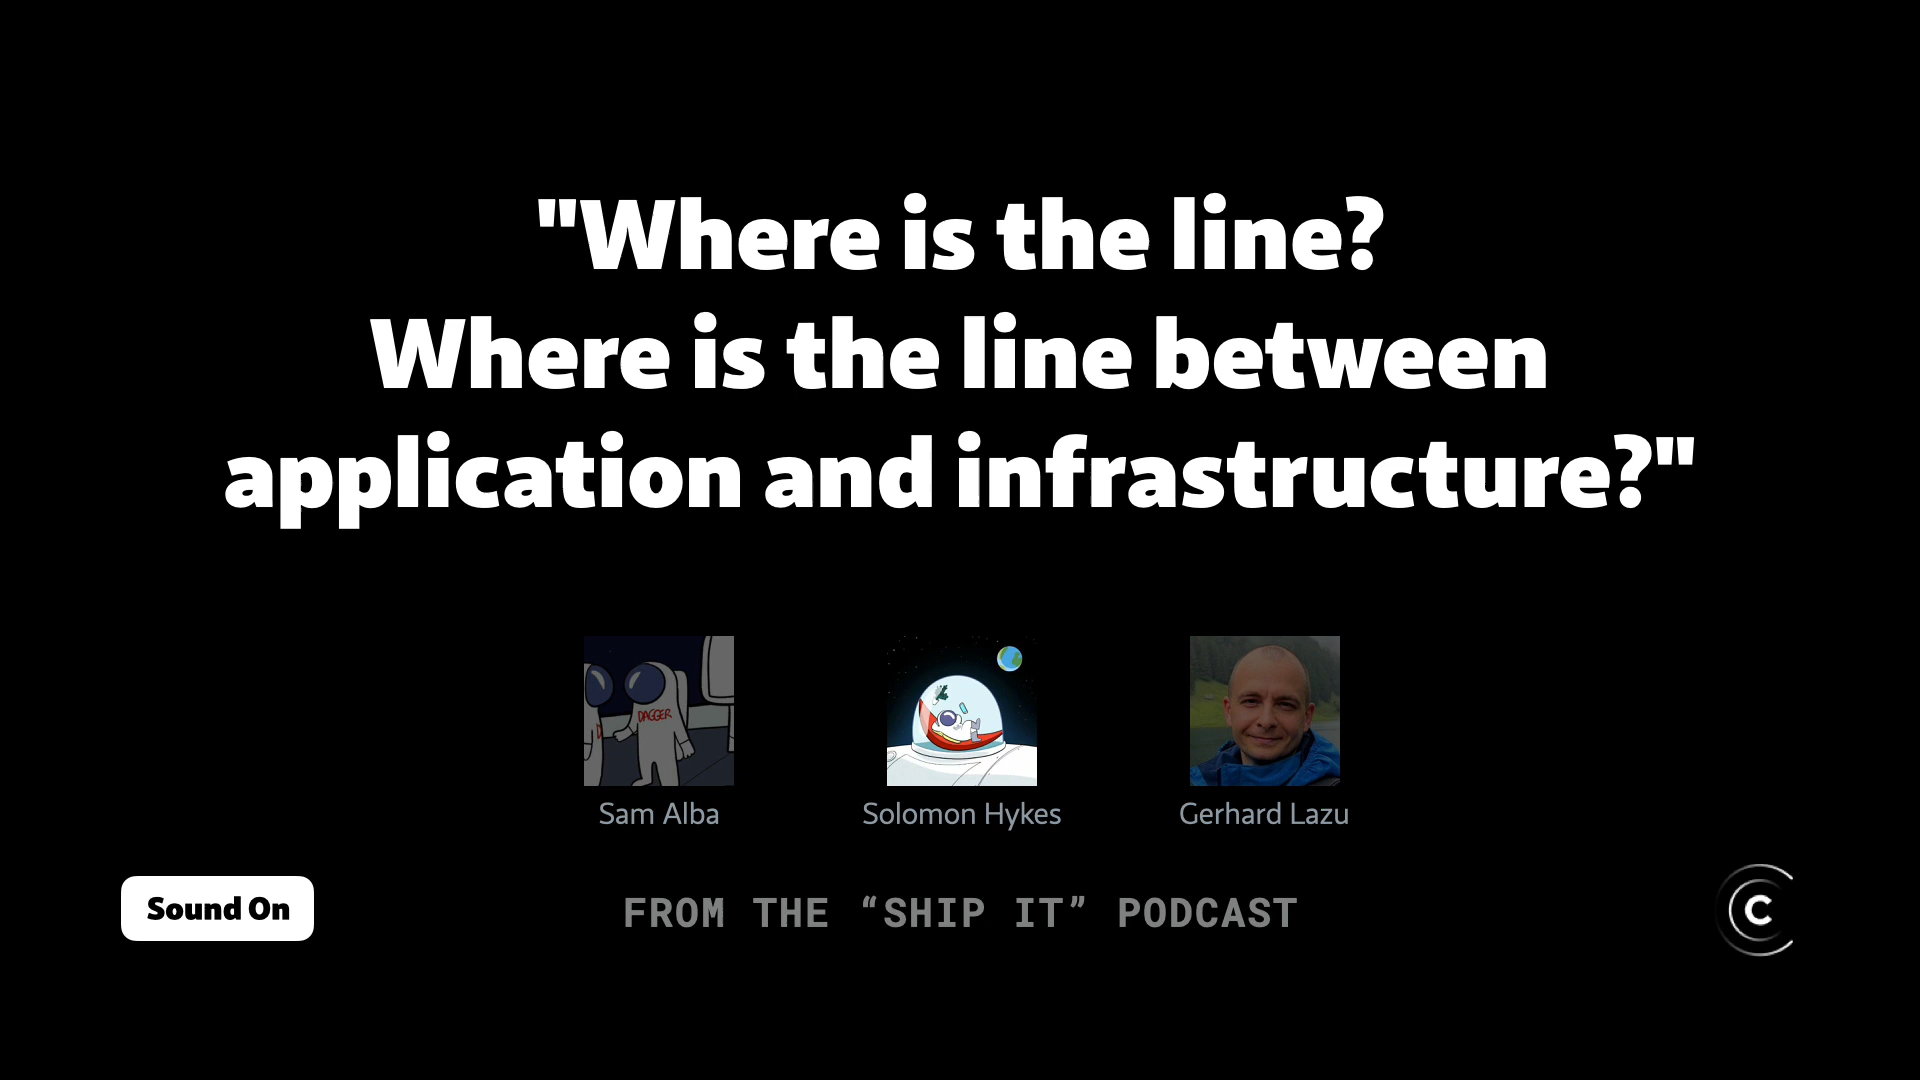 "Where is the line?
Where is the line between
application and infrastructure?"
DAGGER
D
Sam Alba
Solomon Hykes
Gerhard Lazu
Sound On
FROM THE “SHIP IT” PODCAST
C